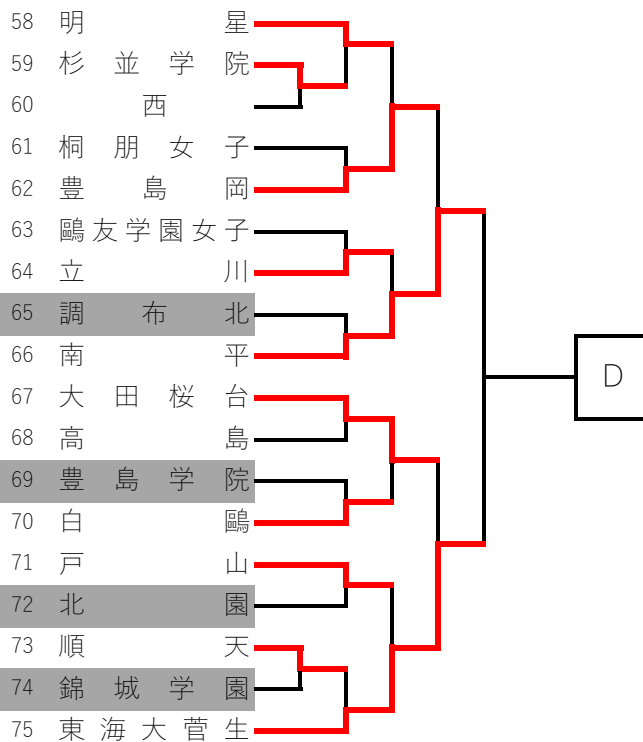 58 明星
59 杉並学院
60 西
61 桐朋女子
62 豊島岡
63 鷗友学園女子
64 立川
65 調布北
66 南平
D
67 大田桜台
68 高島
69 豊島学院
70 白鷗
71 戸山
72 北園
73 順天
74 錦城学園
75 東海大菅生